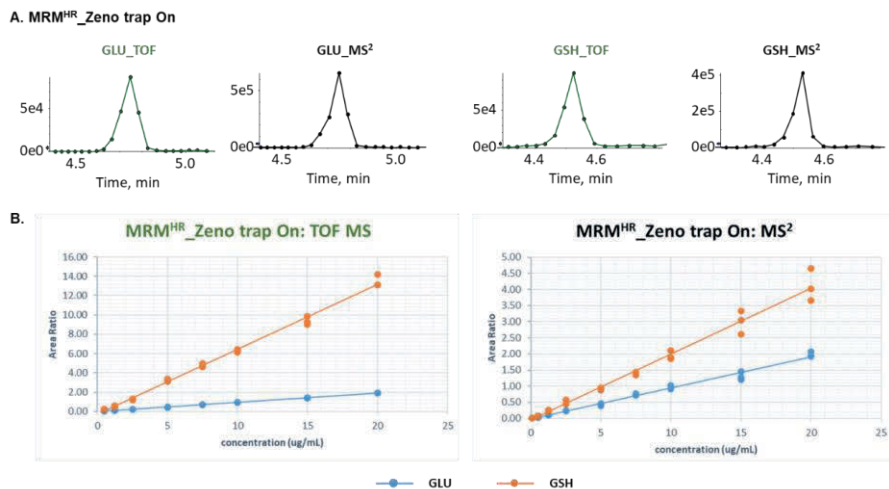 A. MRMᴴᴿ_Zeno trap On
GLU_TOF
GLU_MS²
GSH_TOF
GSH_MS²
5e4
0e0
4.5
5.0
Time, min
5e5
0e0
4.5
5.0
Time, min
5e4
0e0
4.4
4.6
Time, min
4e5
2e5
0e0
4.4
4.6
Time, min
B.
MRMᴴᴿ_Zeno trap On: TOF MS
16.00
14.00
12.00
10.00
8.00
6.00
4.00
2.00
0.00
Area Ratio
0
5
10
15
20
25
concentration (ug/mL)
MRMᴴᴿ_Zeno trap On: MS²
5.00
4.50
4.00
3.50
3.00
2.50
2.00
1.50
1.00
0.50
0.00
Area Ratio
0
5
10
15
20
25
concentration (ug/mL)
GLU
GSH